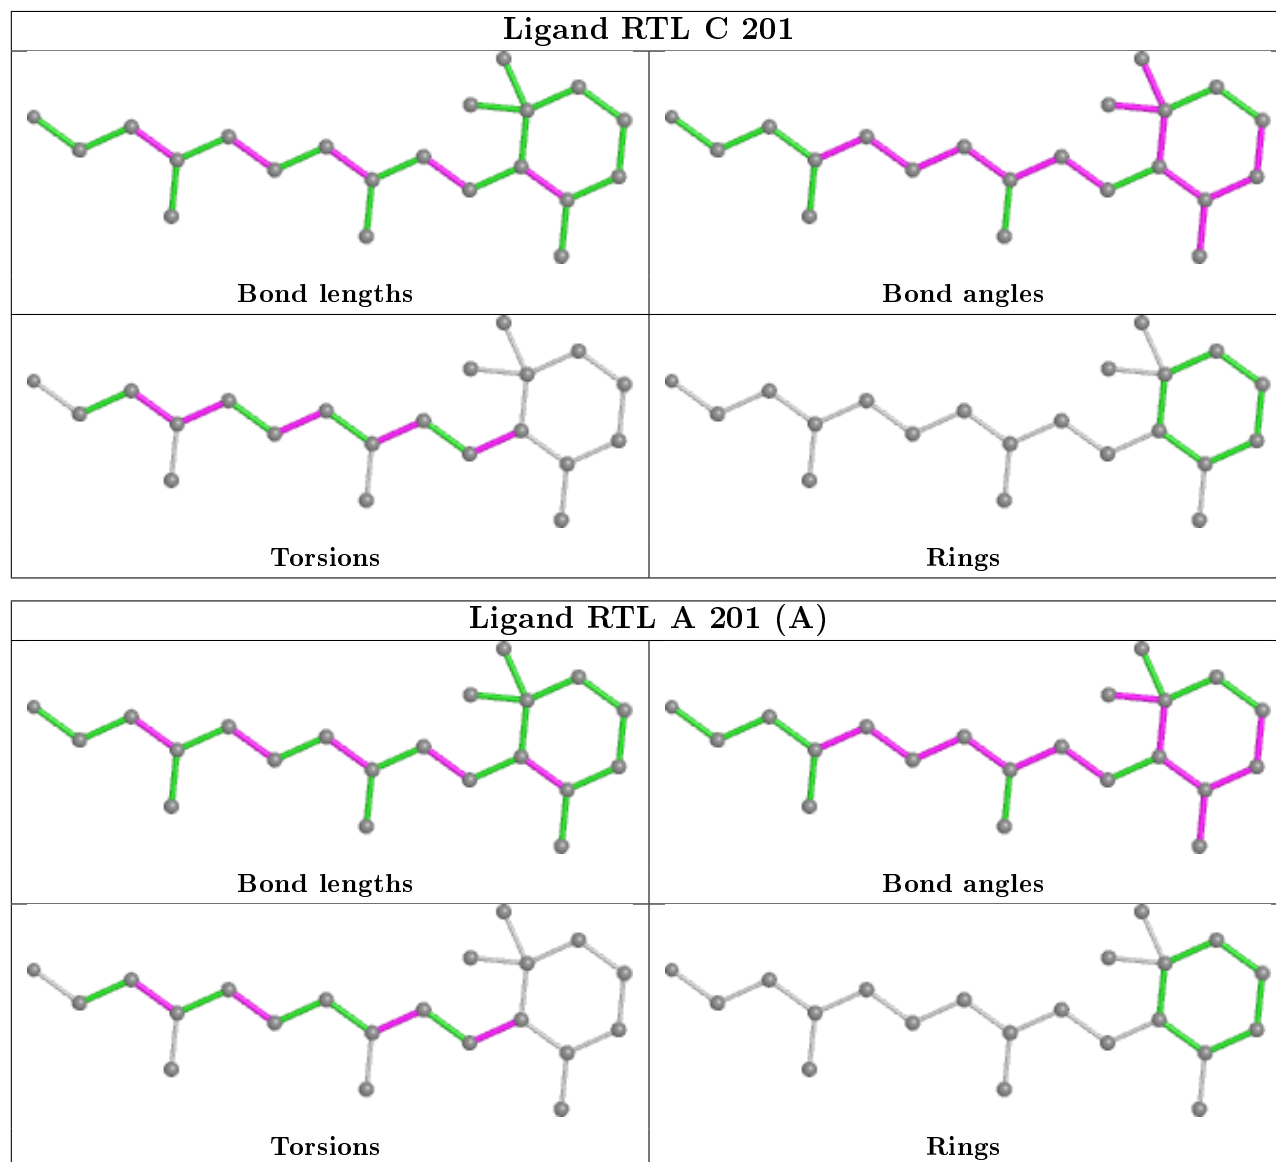 Ligand RTL C 201
Bond lengths
Bond angles
Torsions
Rings
Ligand RTL A 201 (A)
Bond lengths
Bond angles
Torsions
Rings